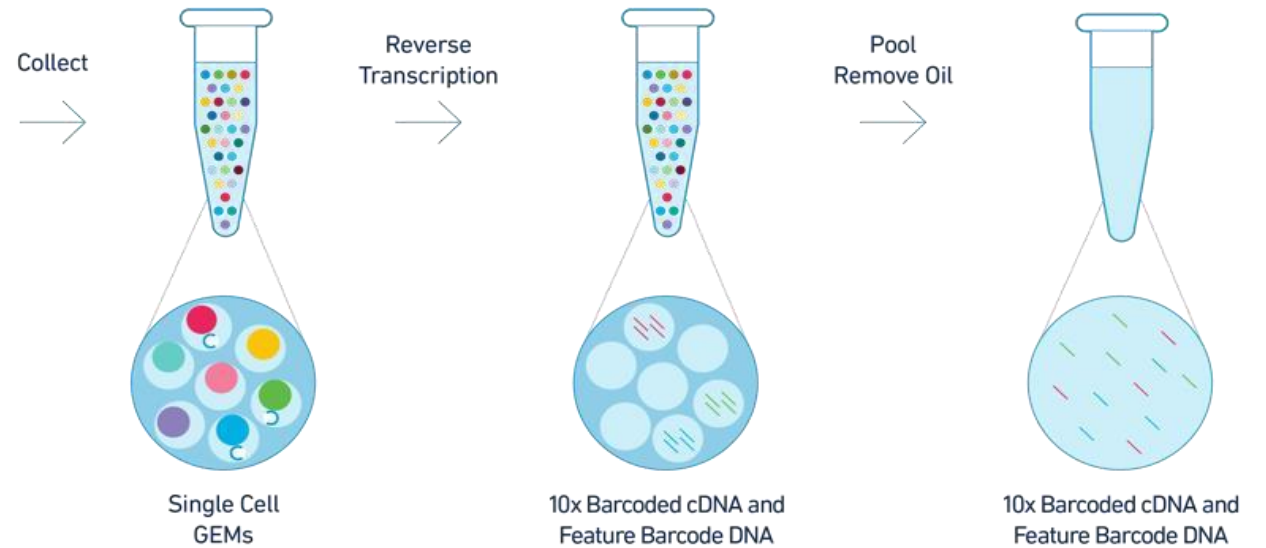 Collect
Reverse
Transcription
Pool
Remove Oil
Single Cell
GEMs
10x Barcoded cDNA and
Feature Barcode DNA
10x Barcoded cDNA and
Feature Barcode DNA